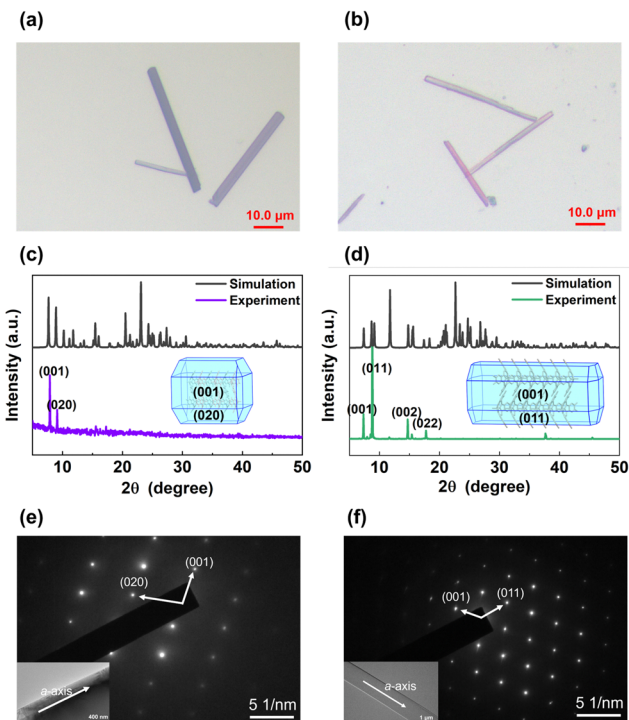 (a)
(b)
10.0 μm
10.0 μm
(c)
(d)
Intensity (a.u.)
Simulation
Experiment
(001)
(020)
(001)
(020)
10 20 30 40 50
2θ (degree)
Intensity (a.u.)
Simulation
Experiment
(011)
(001)
(002)
(022)
(001)
(011)
10 20 30 40 50
2θ (degree)
(e)
(f)
(001)
(020)
a-axis
400 nm
5 1/nm
(001)
(011)
a-axis
1 μm
5 1/nm